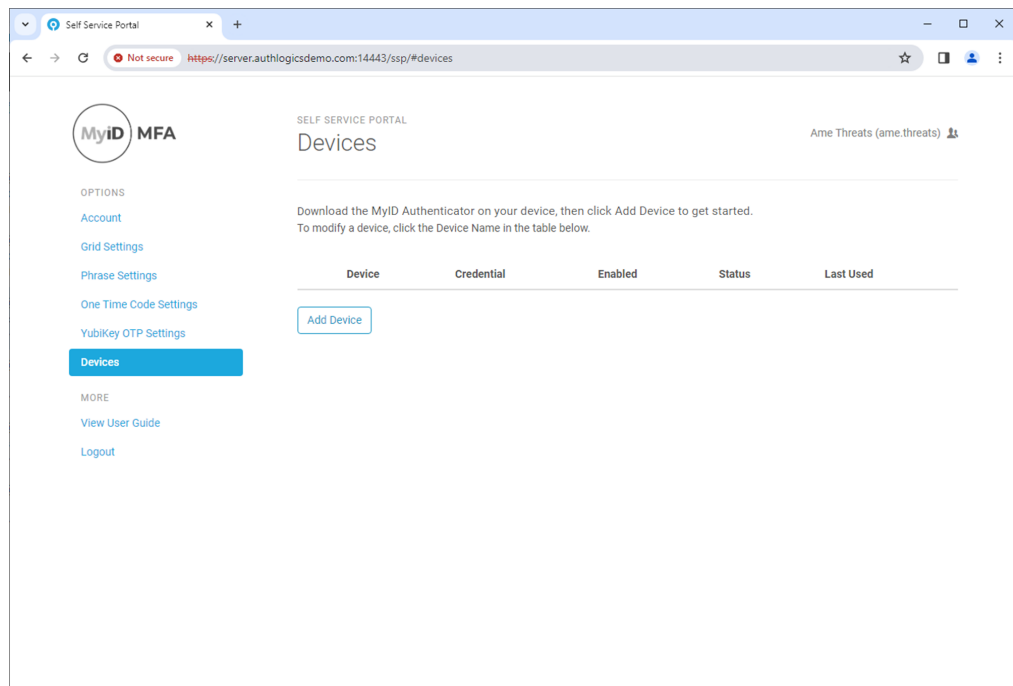 Self Service Portal
Not secure https://server.authlogicsdemo.com:14443/ssp/#devices
MyiD MFA
SELF SERVICE PORTAL
Devices
Ame Threats (ame.threats)
OPTIONS
Account
Grid Settings
Phrase Settings
One Time Code Settings
YubiKey OTP Settings
Devices
MORE
View User Guide
Logout
Download the MyID Authenticator on your device, then click Add Device to get started.
To modify a device, click the Device Name in the table below.
Device Credential Enabled Status Last Used
Add Device